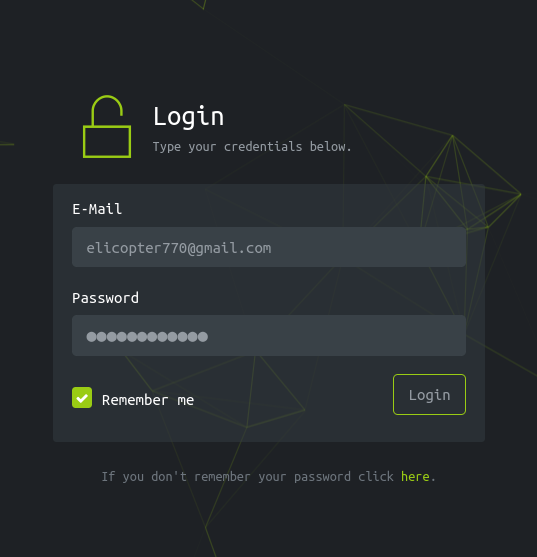 Login
Type your credentials below.
E-Mail
elicopter770@gmail.com
Password
●●●●●●●●●●●●
Remember me
Login
If you don't remember your password click here.